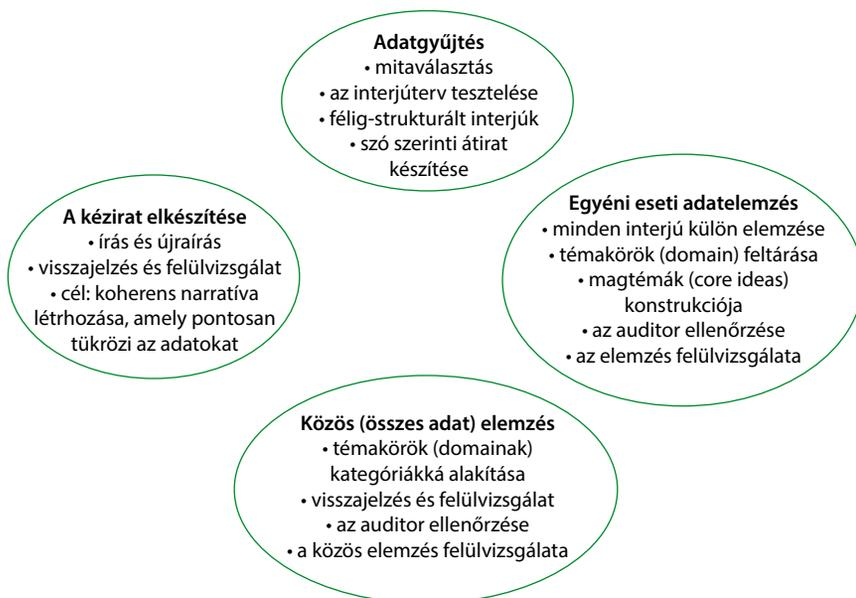 Adatgyűjtés
• mitaválasztás
• az interjúterv tesztelése
• félig-strukturált interjúk
• szó szerinti átirat
készítése
Egyéni eseti adatelemzés
• minden interjú külön elemzése
• témakörök (domain) feltárása
• magtémák (core ideas)
konstrukciója
• az auditor ellenőrzése
• az elemzés felülvizsgálata
A kézirat elkészítése
• írás és újraírás
• visszajelzés és felülvizsgálat
• cél: koherens narratíva
létrhozása, amely pontosan
tükrözi az adatokat
Közös (összes adat) elemzés
• témakörök (domainak)
kategóriákká alakítása
• visszajelzés és felülvizsgálat
• az auditor ellenőrzése
• a közös elemzés felülvizsgálata